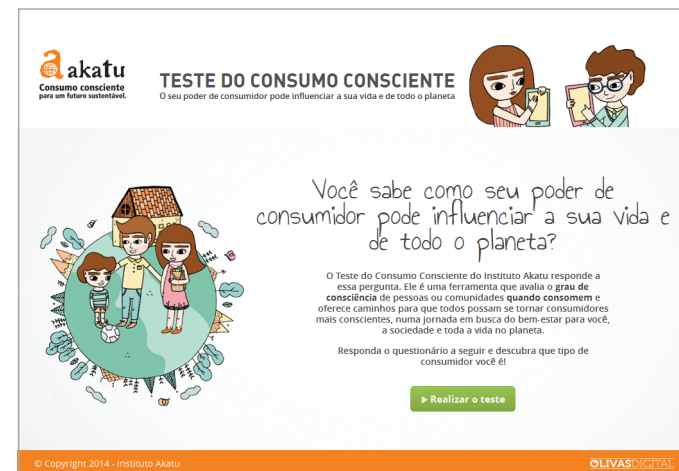 akatu
Consumo consciente
para um futuro sustentável.
TESTE DO CONSUMO CONSCIENTE
O seu poder de consumidor pode influenciar a sua vida e de todo o planeta
Você sabe como seu poder de
consumidor pode influenciar a sua vida e
de todo o planeta?
O Teste do Consumo Consciente do Instituto Akatu responde a
essa pergunta. Ele é uma ferramenta que avalia o grau de
consciência de pessoas ou comunidades quando consomem e
oferece caminhos para que todos possam se tornar consumidores
mais conscientes, numa jornada em busca do bem-estar para você,
a sociedade e toda a vida no planeta.
Responda o questionário a seguir e descubra que tipo de
consumidor você é!
Realizar o teste
© Copyright 2014 - Instituto Akatu
OLIVASDIGITAL